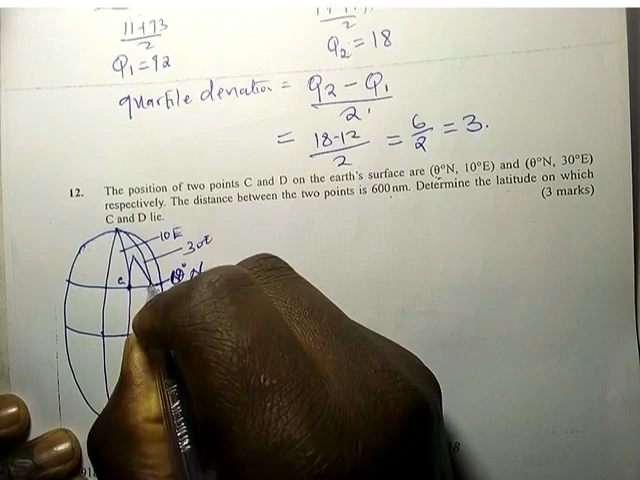 11+13
2
2
Q₁=12
Q₂=18
quartile deviation = Q₂ - Q₁
2
= 18-12 = 6 = 3.
2 2
12. The position of two points C and D on the earth's surface are (θ°N, 10°E) and (θ°N, 30°E)
respectively. The distance between the two points is 600nm. Determine the latitude on which
C and D lie. (3 marks)
10E
30E
C
N